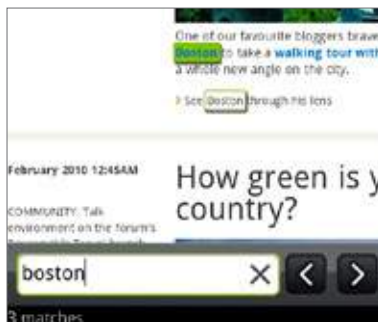 One of our favourite bloggers brave
Boston to take a walking tour with
a whole new angle on the city.
See Boston through his lens
February 2010 12:45AM
How green is y
country?
COMMUNITY: Talk
environment on the forum's
boston
3 matches